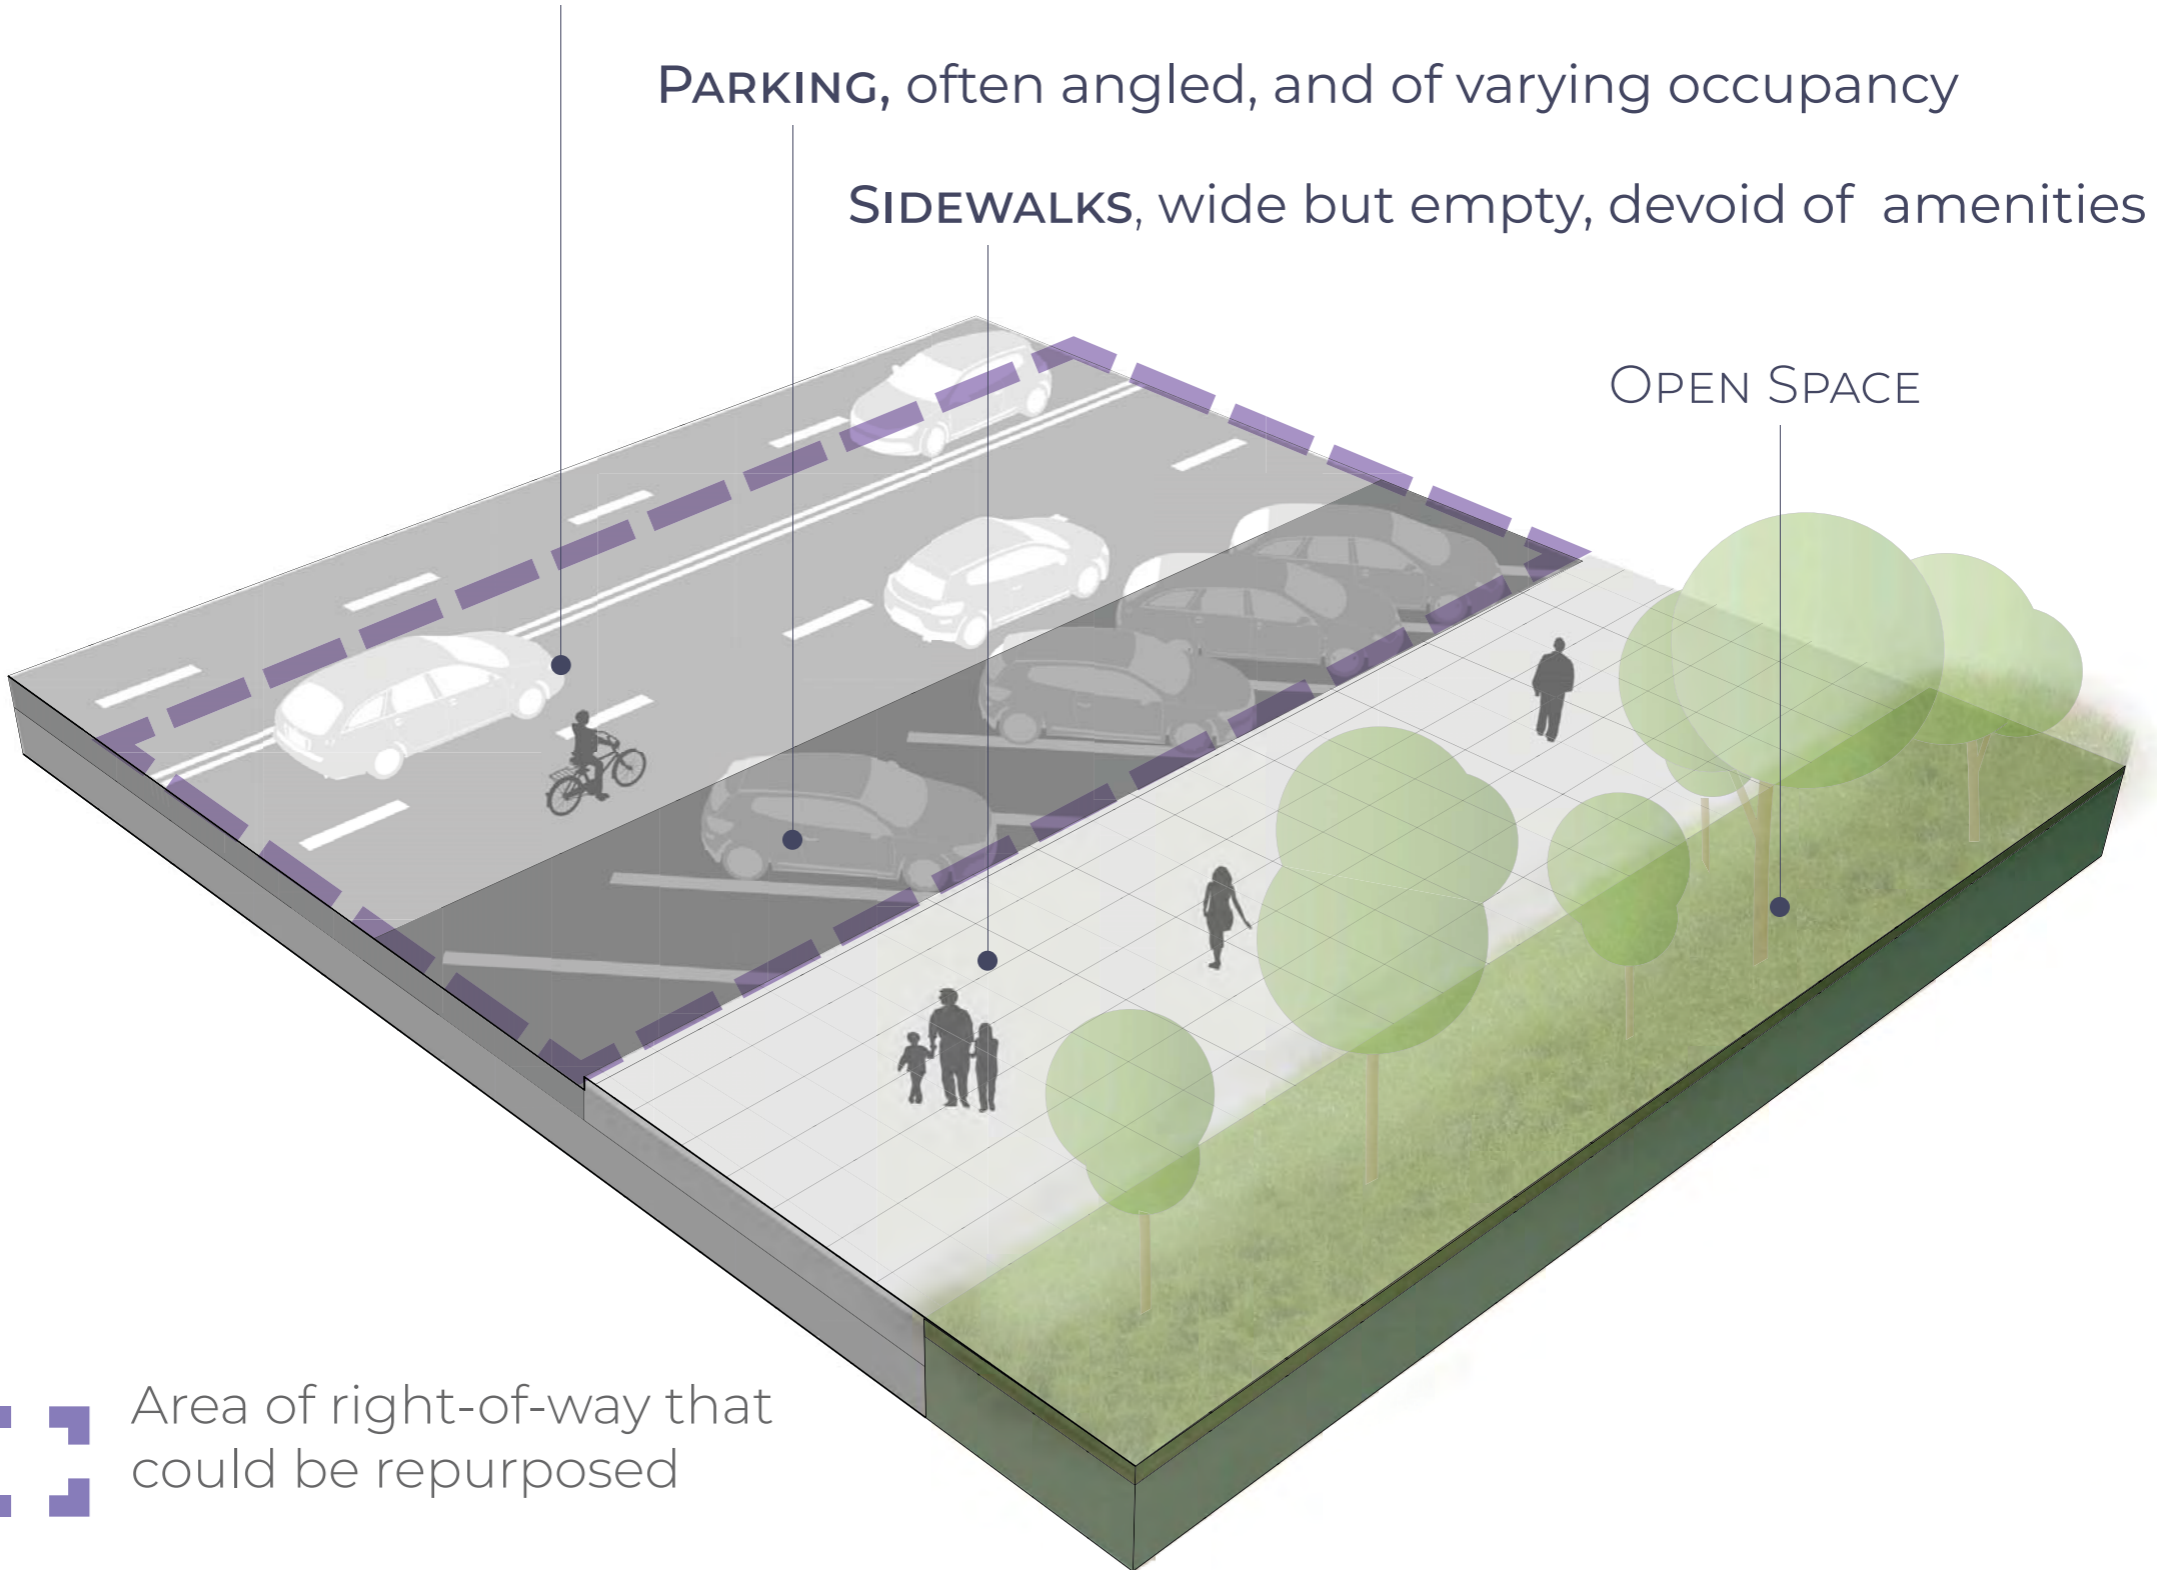 PARKING, often angled, and of varying occupancy
SIDEWALKS, wide but empty, devoid of amenities
OPEN SPACE
Area of right-of-way that
could be repurposed